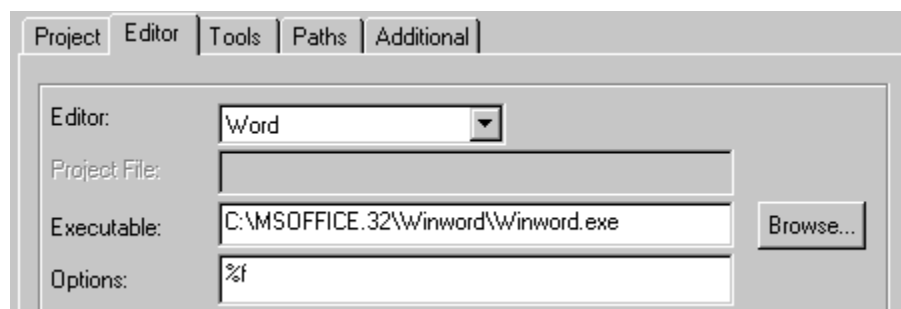 Project Editor Tools Paths Additional
Editor: Word
Project File:
Executable: C:\MSOFFICE.32\Winword\Winword.exe Browse...
Options: %f